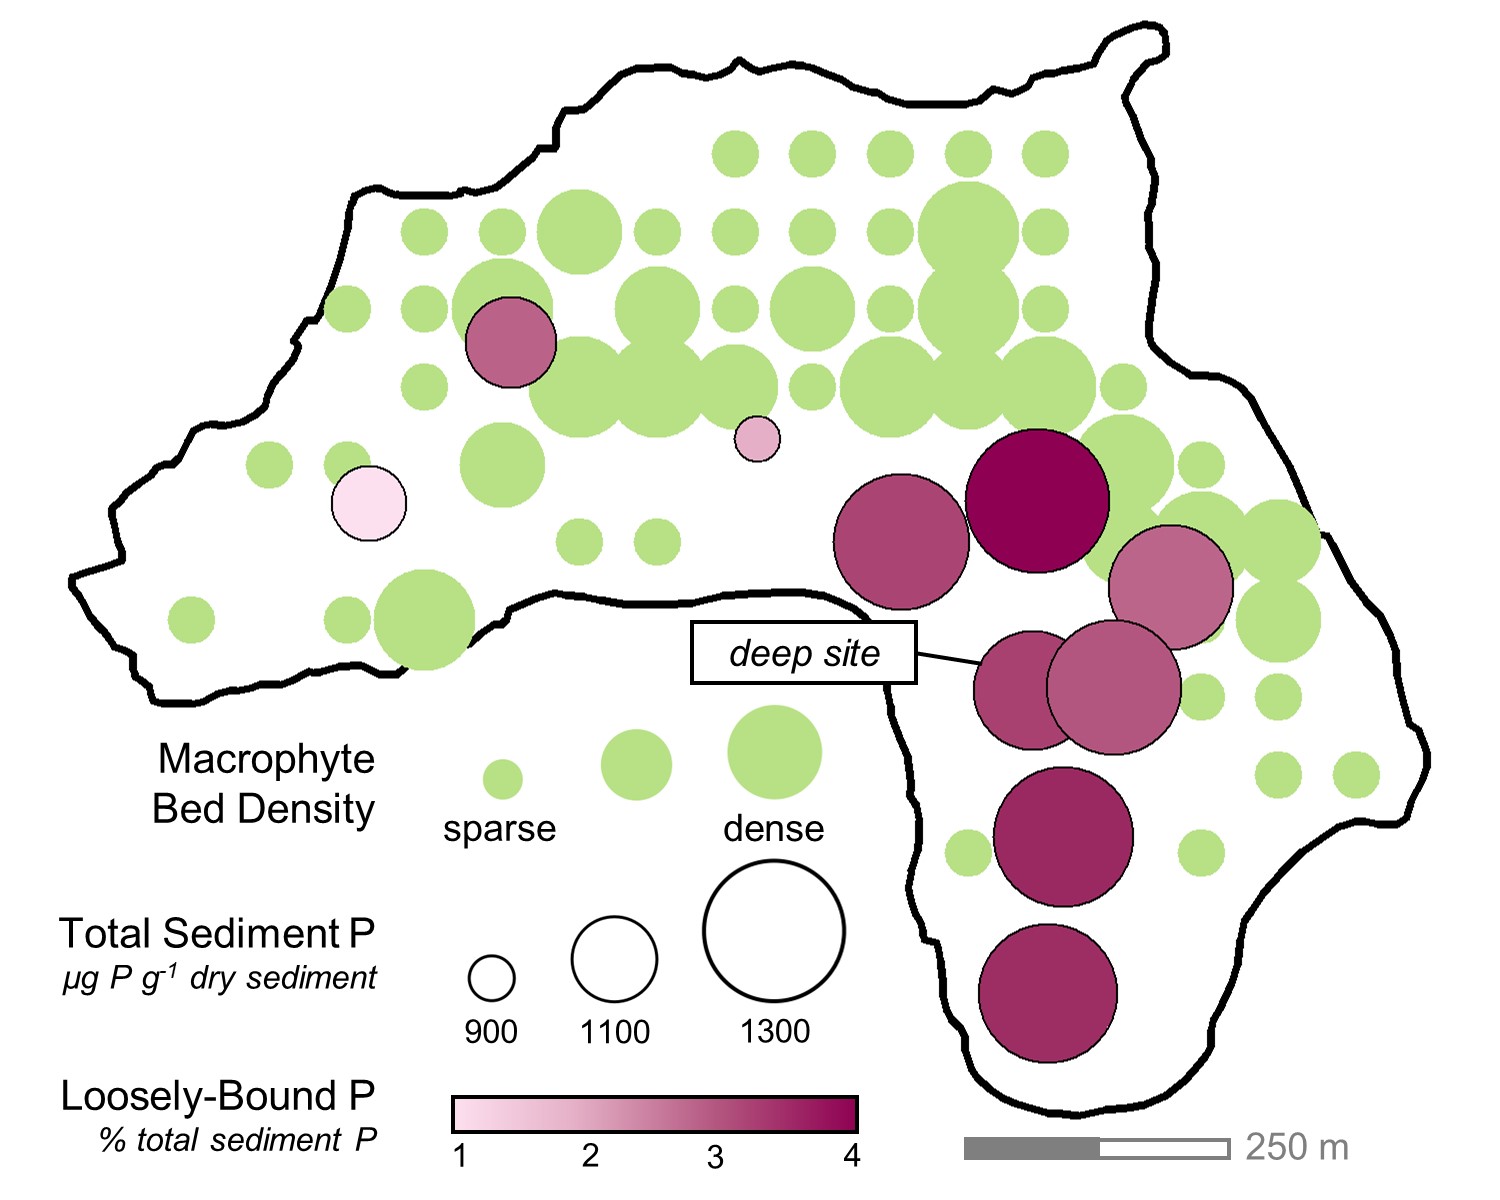 deep site
Macrophyte
Bed Density
sparse dense
Total Sediment P
µg P g⁻¹ dry sediment
900 1100 1300
Loosely-Bound P
% total sediment P
1 2 3 4
250 m